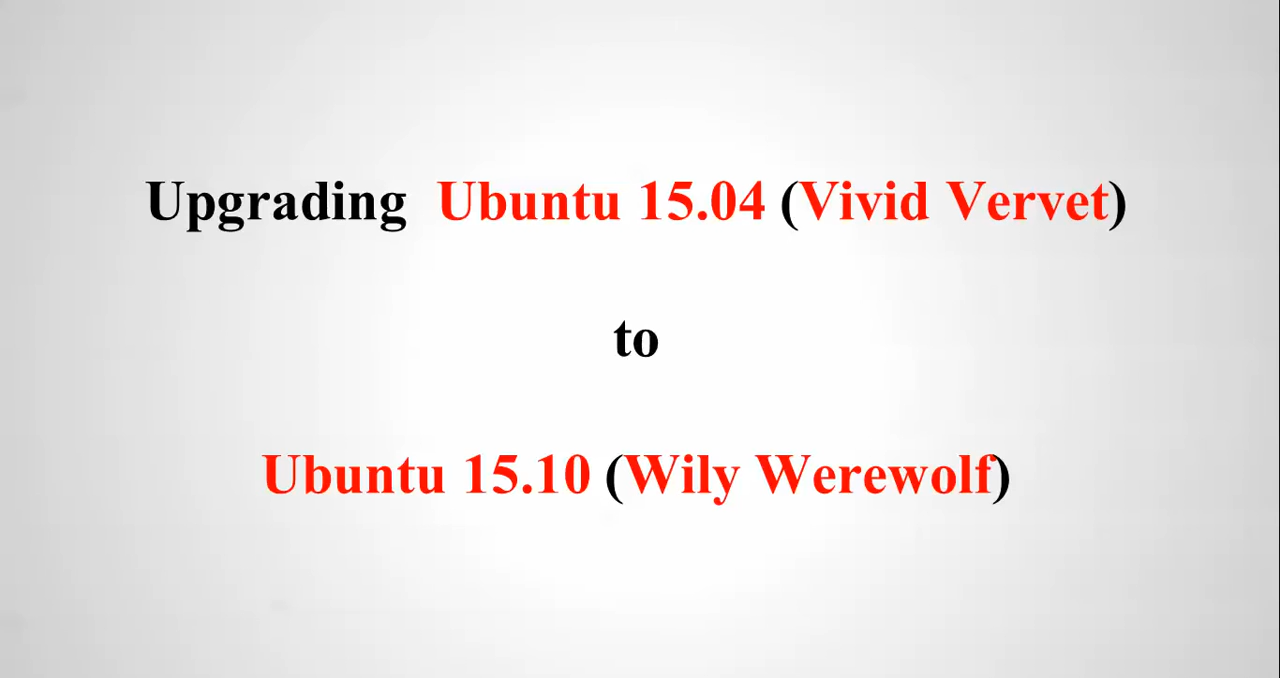 Upgrading Ubuntu 15.04 (Vivid Vervet)
to
Ubuntu 15.10 (Wily Werewolf)